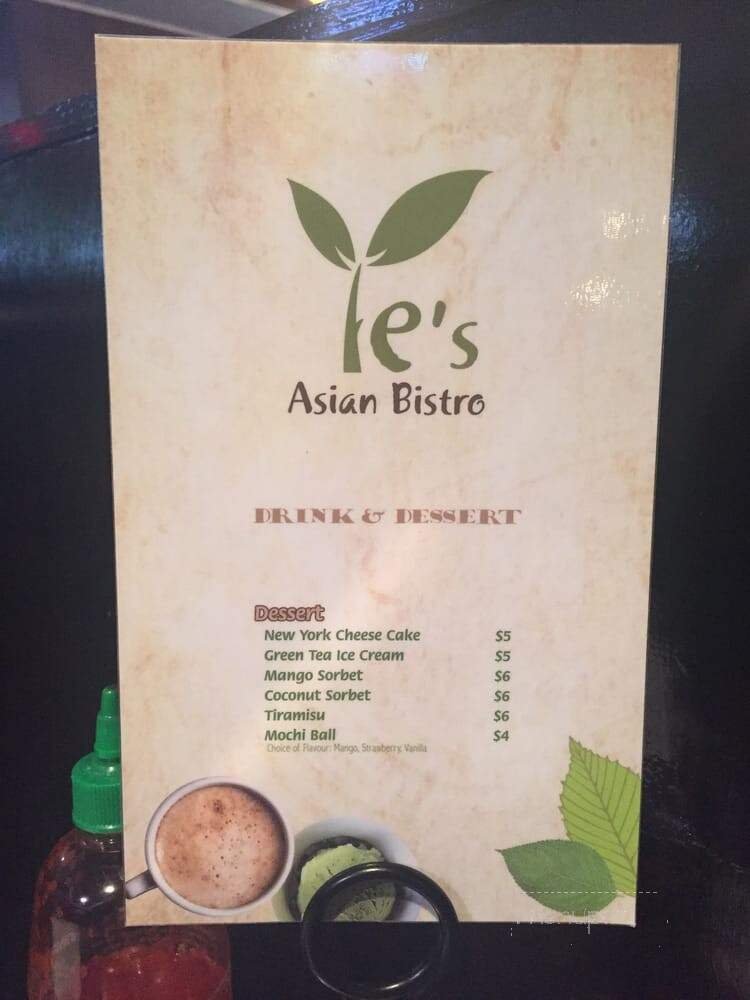 Ye's
Asian Bistro
DRINK & DESSERT
Dessert
New York Cheese Cake $5
Green Tea Ice Cream $5
Mango Sorbet $6
Coconut Sorbet $6
Tiramisu $6
Mochi Ball $4
Choice of Flavour: Mango, Strawberry, Vanilla